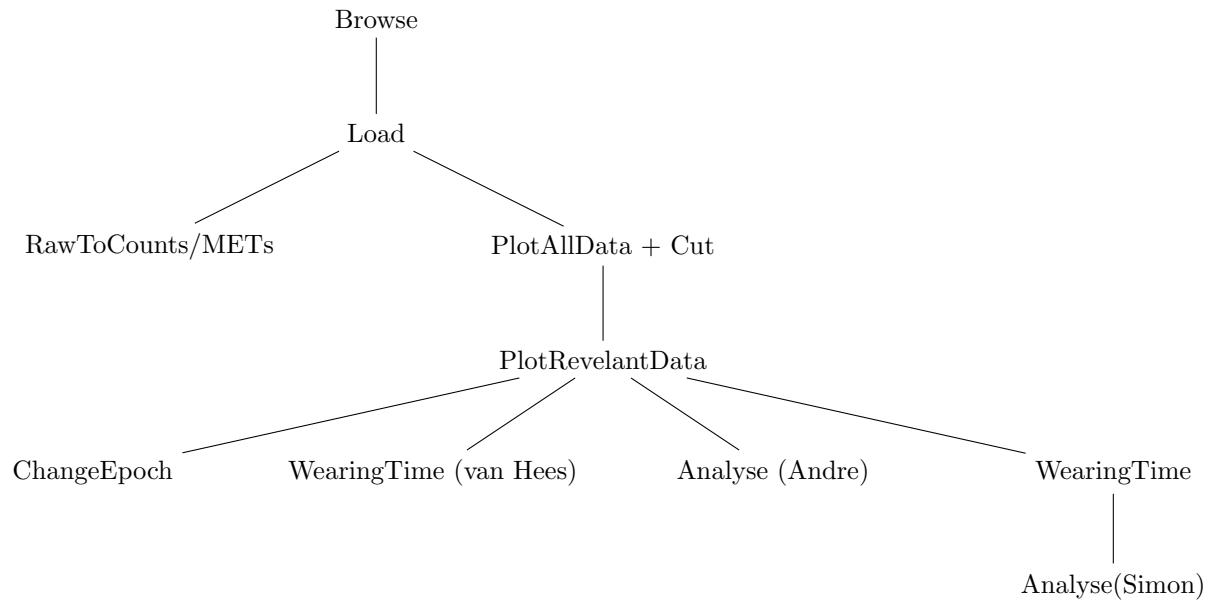 Browse
Load
RawToCounts/METs
PlotAllData + Cut
PlotRevelantData
ChangeEpoch
WearingTime (van Hees)
Analyse (Andre)
WearingTime
Analyse(Simon)